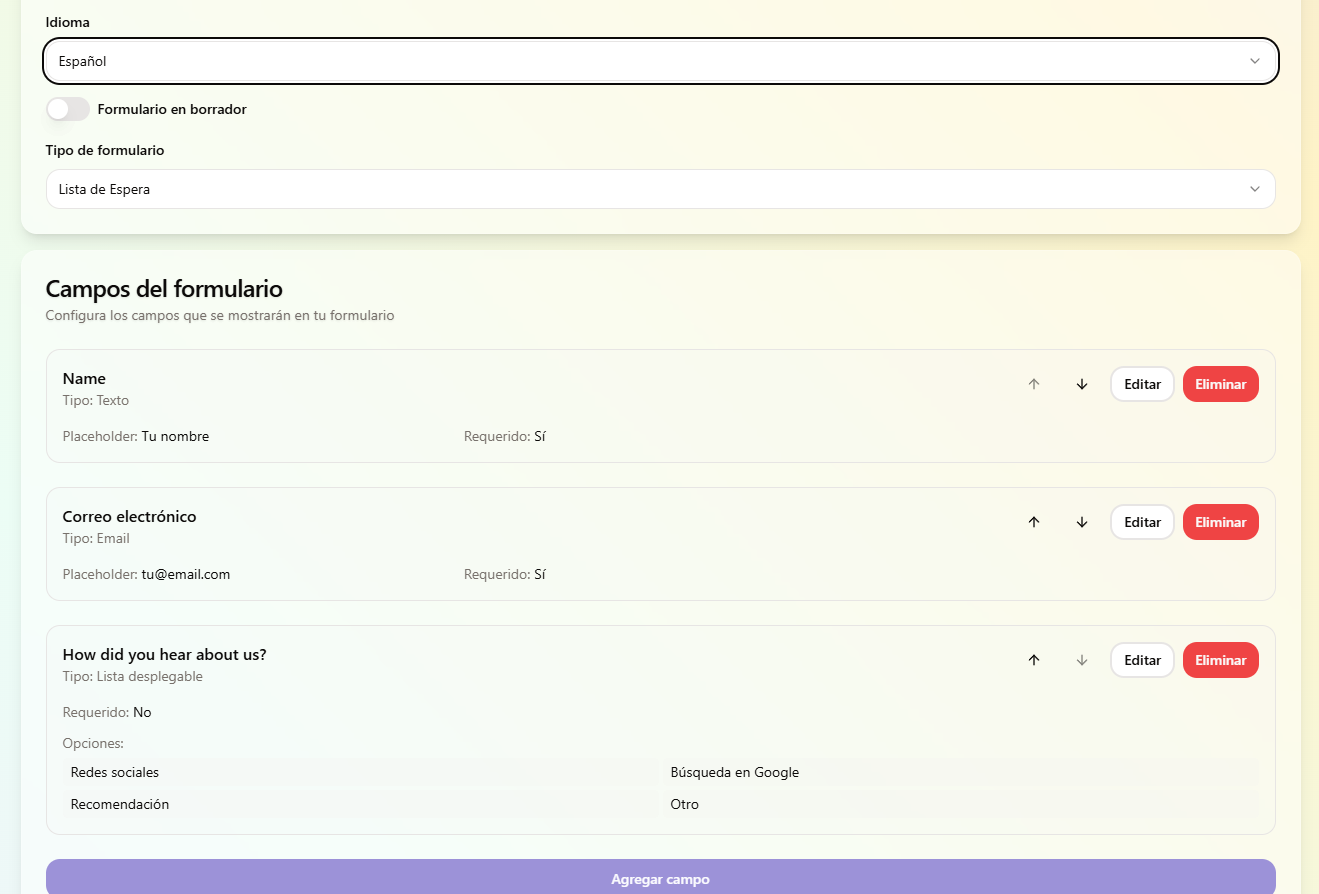 Idioma
Español
Formulario en borrador
Tipo de formulario
Lista de Espera
Campos del formulario
Configura los campos que se mostrarán en tu formulario
Name
Editar
Eliminar
Tipo: Texto
Placeholder: Tu nombre
Requerido: Sí
Correo electrónico
Editar
Eliminar
Tipo: Email
Placeholder: tu@email.com
Requerido: Sí
How did you hear about us?
Editar
Eliminar
Tipo: Lista desplegable
Requerido: No
Opciones:
Redes sociales
Búsqueda en Google
Recomendación
Otro
Agregar campo